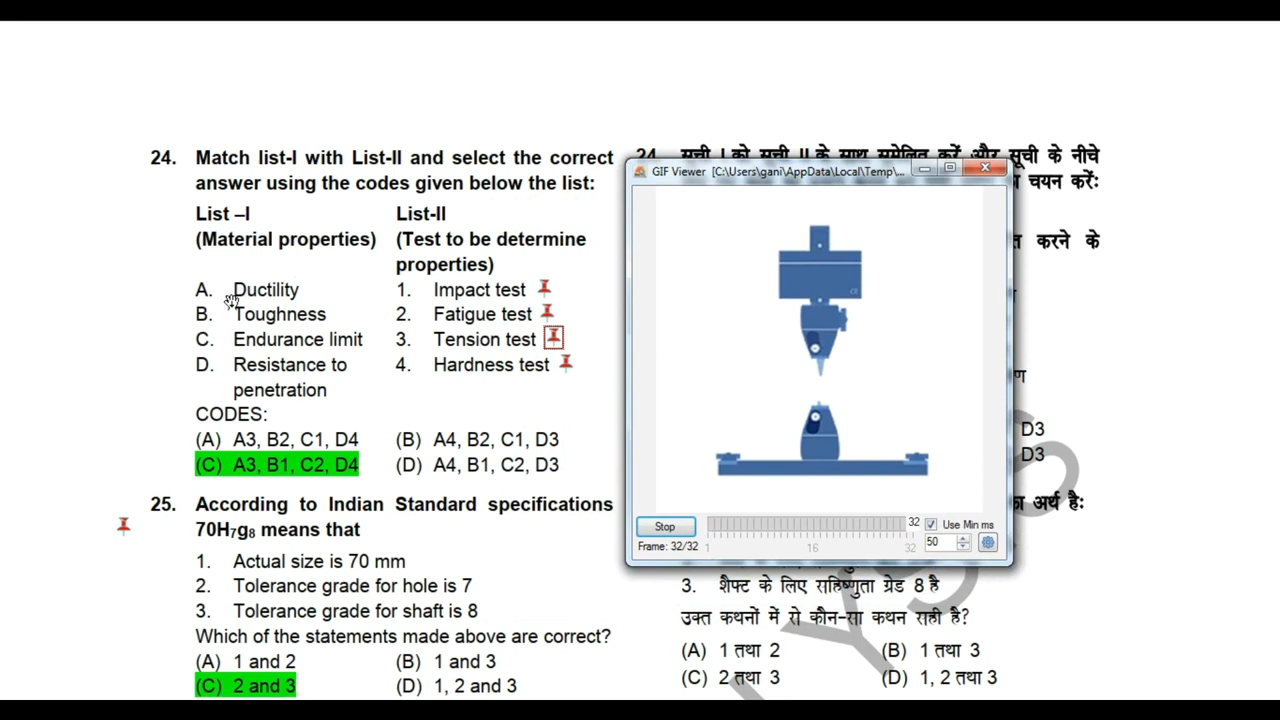 24. Match list-I with List-II and select the correct
answer using the codes given below the list:
List –I List-II
(Material properties) (Test to be determine
properties)
A. Ductility 1. Impact test
B. Toughness 2. Fatigue test
C. Endurance limit 3. Tension test
D. Resistance to 4. Hardness test
penetration
CODES:
(A) A3, B2, C1, D4 (B) A4, B2, C1, D3
(C) A3, B1, C2, D4 (D) A4, B1, C2, D3
25. According to Indian Standard specifications
70H7g8 means that
1. Actual size is 70 mm
2. Tolerance grade for hole is 7
3. Tolerance grade for shaft is 8
Which of the statements made above are correct?
(A) 1 and 2 (B) 1 and 3
(C) 2 and 3 (D) 1, 2 and 3
24. सूची I को सूची II के साथ सुमेलित करें और सूची के नीचे
चयन करें:
करने के
GIF Viewer [C:\Users\gani\AppData\Local\Temp\...
Stop 32 Use Min ms
Frame: 32/32 1 16 32 50
D3
D3
अर्थ है:
3. शैफ्ट के लिए सहिष्णुता ग्रेड 8 है
उक्त कथनों में से कौन-सा कथन सही है?
(A) 1 तथा 2 (B) 1 तथा 3
(C) 2 तथा 3 (D) 1, 2 तथा 3